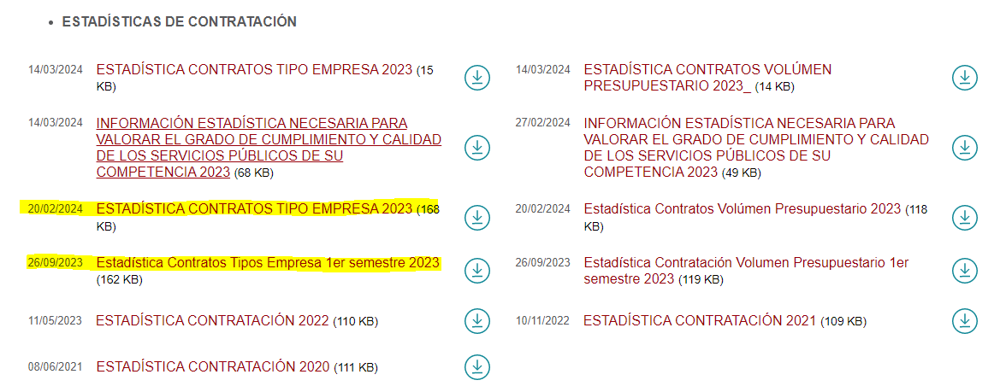 ESTADÍSTICAS DE CONTRATACIÓN
14/03/2024 ESTADÍSTICA CONTRATOS TIPO EMPRESA 2023 (15
KB)
14/03/2024 ESTADÍSTICA CONTRATOS VOLÚMEN
PRESUPUESTARIO 2023_ (14 KB)
14/03/2024 INFORMACIÓN ESTADÍSTICA NECESARIA PARA
VALORAR EL GRADO DE CUMPLIMIENTO Y CALIDAD
DE LOS SERVICIOS PÚBLICOS DE SU
COMPETENCIA 2023 (68 KB)
27/02/2024 INFORMACIÓN ESTADÍSTICA NECESARIA PARA
VALORAR EL GRADO DE CUMPLIMIENTO Y CALIDAD
DE LOS SERVICIOS PÚBLICOS DE SU
COMPETENCIA 2023 (49 KB)
20/02/2024 ESTADÍSTICA CONTRATOS TIPO EMPRESA 2023 (168
KB)
20/02/2024 Estadística Contratos Volúmen Presupuestario 2023 (118
KB)
26/09/2023 Estadística Contratos Tipos Empresa 1er semestre 2023
(162 KB)
26/09/2023 Estadística Contratación Volumen Presupuestario 1er
semestre 2023 (119 KB)
11/05/2023 ESTADÍSTICA CONTRATACIÓN 2022 (110 KB)
10/11/2022 ESTADÍSTICA CONTRATACIÓN 2021 (109 KB)
08/06/2021 ESTADÍSTICA CONTRATACIÓN 2020 (111 KB)